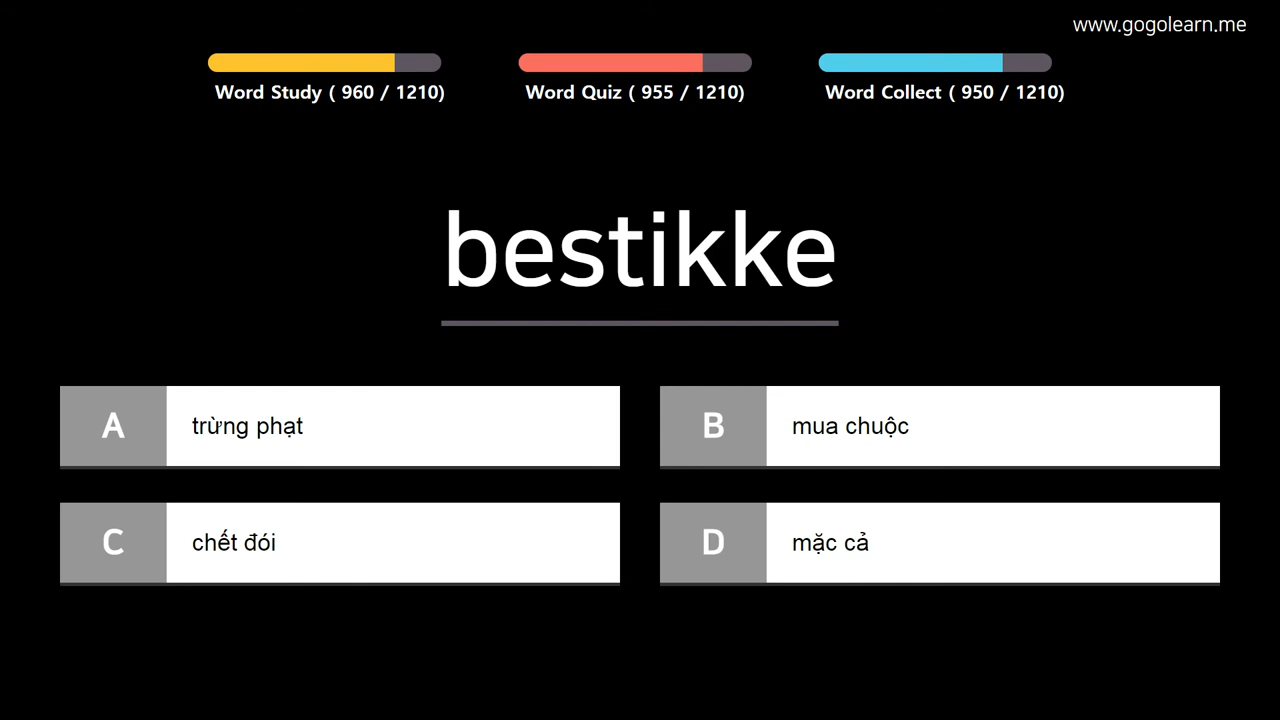 www.gogolearn.me
Word Study ( 960 / 1210)
Word Quiz ( 955 / 1210)
Word Collect ( 950 / 1210)
bestikke
A trừng phạt
B mua chuộc
C chết đói
D mặc cả